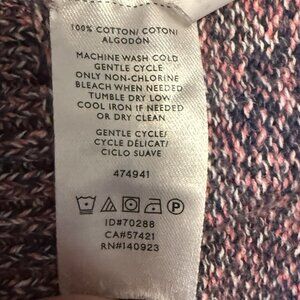 100% COTTON/ COTON/
ALGODÓN
MACHINE WASH COLD
GENTLE CYCLE
ONLY NON-CHLORINE
BLEACH WHEN NEEDED
TUMBLE DRY LOW
COOL IRON IF NEEDED
OR DRY CLEAN
GENTLE CYCLE/
CYCLE DÉLICAT/
CICLO SUAVE
474941
P
ID#70288
CA#57421
RN#140923